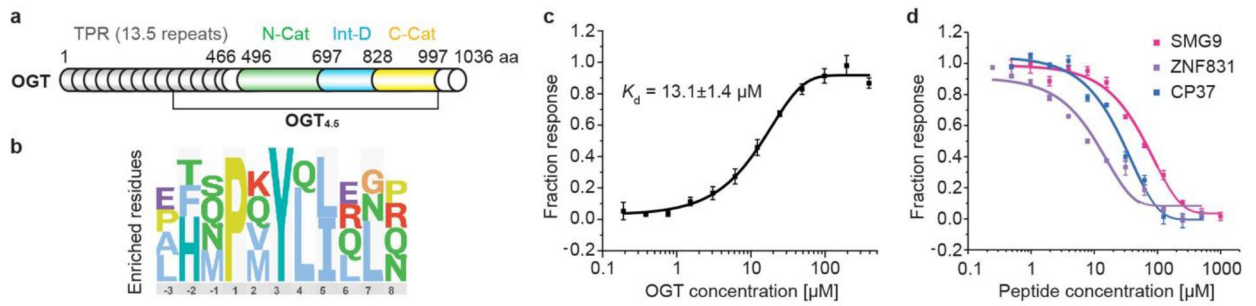 a
TPR (13.5 repeats) N-Cat Int-D C-Cat
1 466 496 697 828 997 1036 aa
OGT
OGT4.5
b
Enriched residues
E T S P K Y Q L E G P
P F Q Q L I R N R
A H N V Q L Q
L M L N
-3 -2 -1 1 2 3 4 5 6 7 8
c
Fraction response
1.2
1.0
0.8
0.6
0.4
0.2
0.0
-0.2
Kd = 13.1±1.4 µM
0.1 1 10 100
OGT concentration [µM]
d
Fraction response
1.2
1.0
0.8
0.6
0.4
0.2
0.0
-0.2
SMG9
ZNF831
CP37
0.1 1 10 100 1000
Peptide concentration [µM]